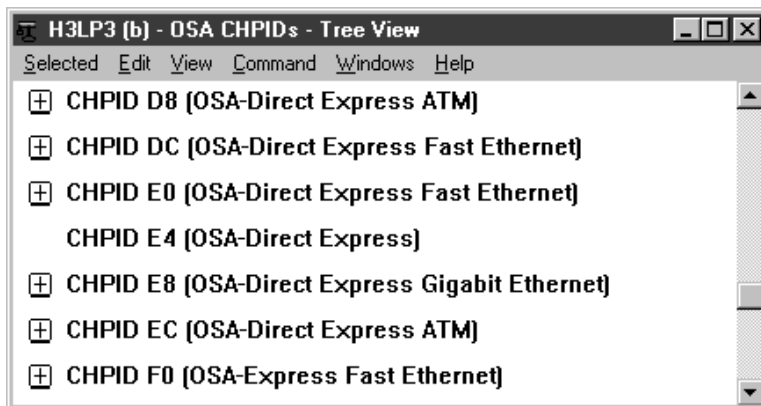 H3LP3 (b) - OSA CHPIDs - Tree View
Selected Edit View Command Windows Help
CHPID D8 (OSA-Direct Express ATM)
CHPID DC (OSA-Direct Express Fast Ethernet)
CHPID E0 (OSA-Direct Express Fast Ethernet)
CHPID E4 (OSA-Direct Express)
CHPID E8 (OSA-Direct Express Gigabit Ethernet)
CHPID EC (OSA-Direct Express ATM)
CHPID F0 (OSA-Express Fast Ethernet)